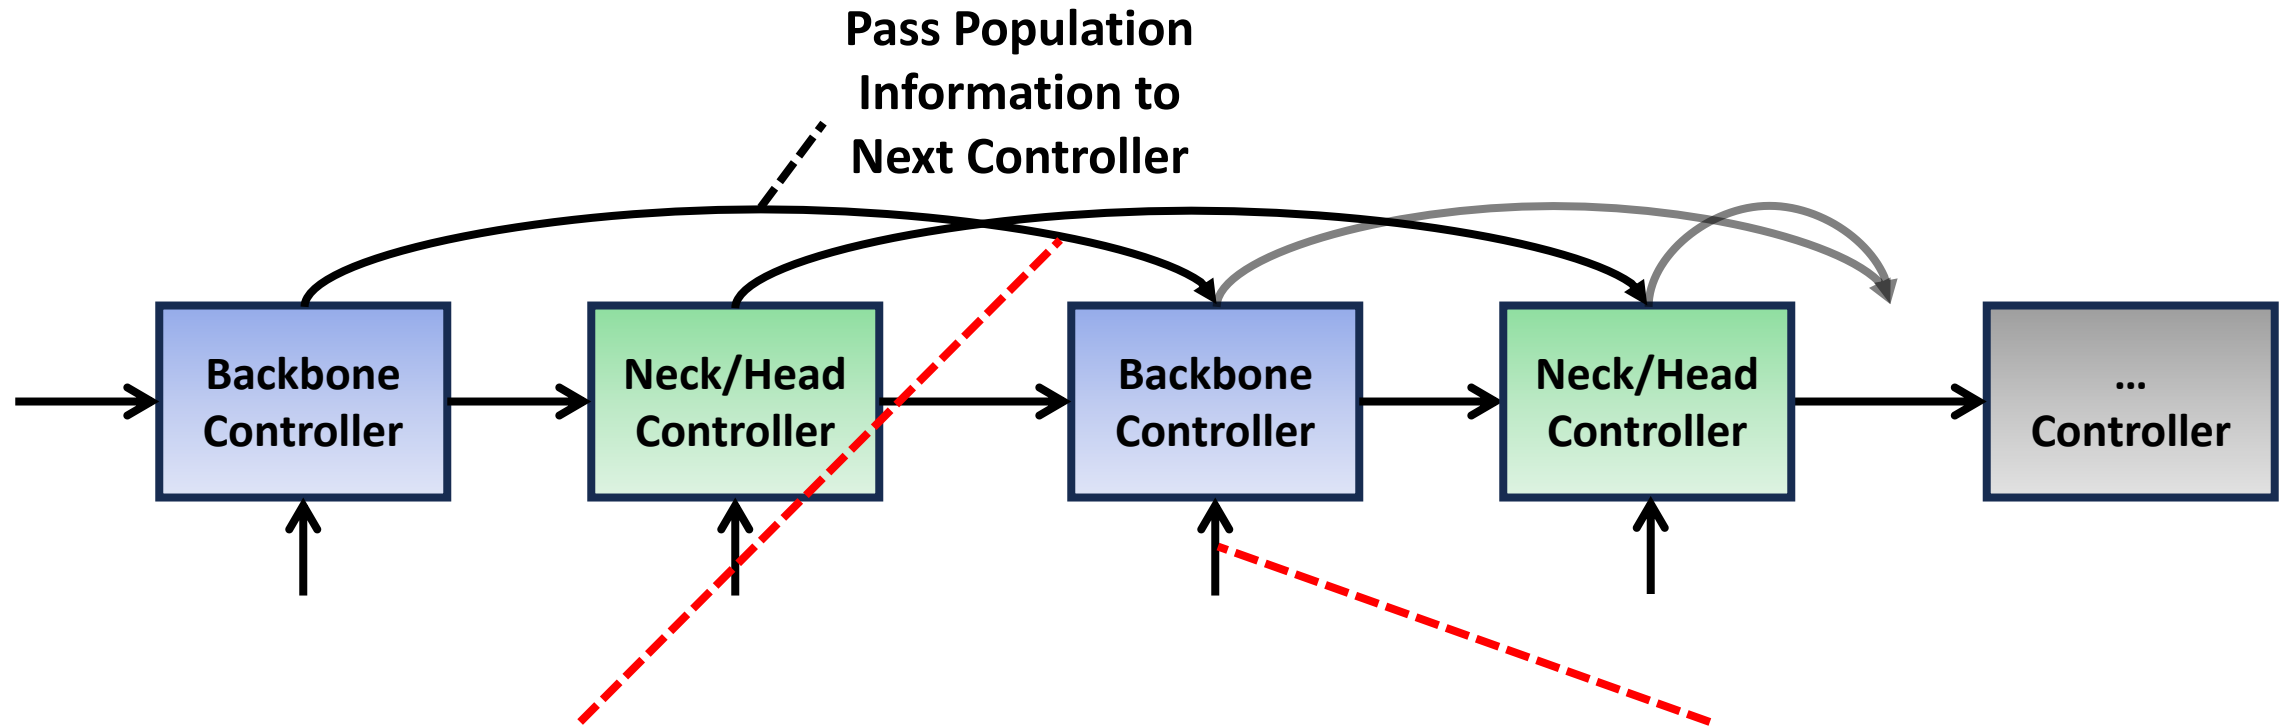 Pass Population
Information to
Next Controller
Backbone
Controller
Neck/Head
Controller
Backbone
Controller
Neck/Head
Controller
...
Controller